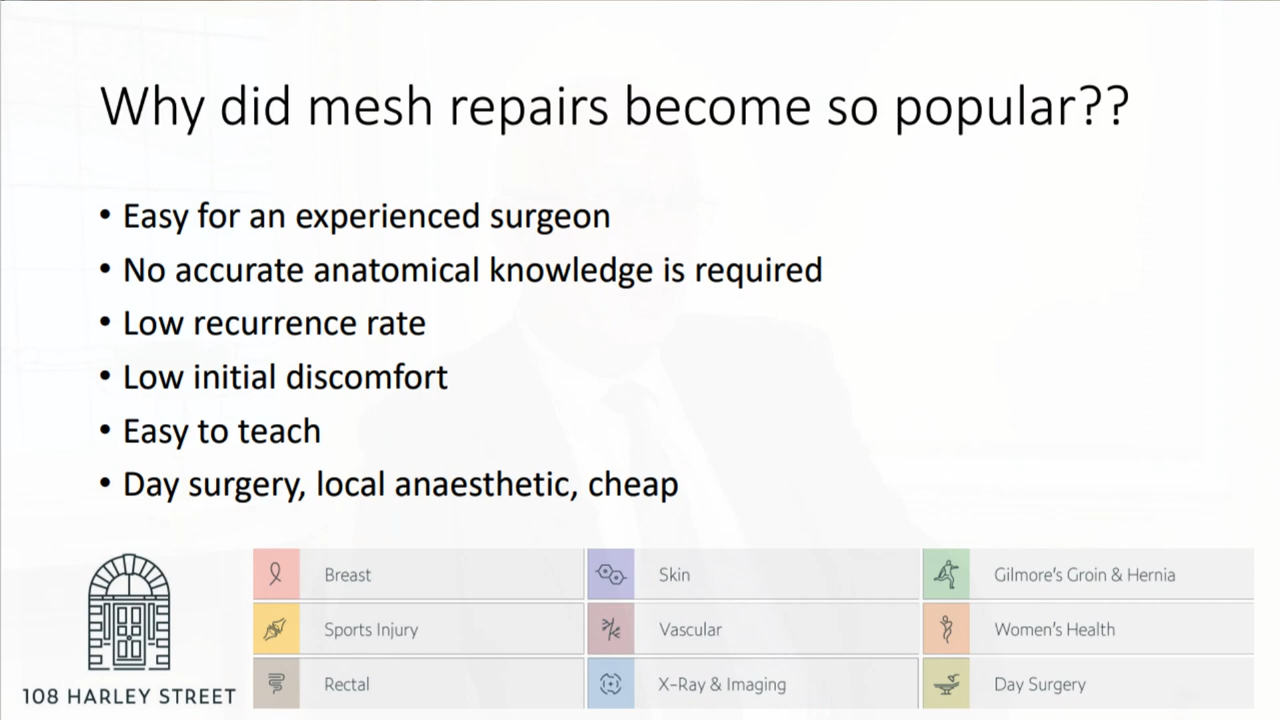 Why did mesh repairs become so popular??
• Easy for an experienced surgeon
• No accurate anatomical knowledge is required
• Low recurrence rate
• Low initial discomfort
• Easy to teach
• Day surgery, local anaesthetic, cheap
Breast
Skin
Gilmore's Groin & Hernia
Sports Injury
Vascular
Women's Health
Rectal
X-Ray & Imaging
Day Surgery
108 HARLEY STREET